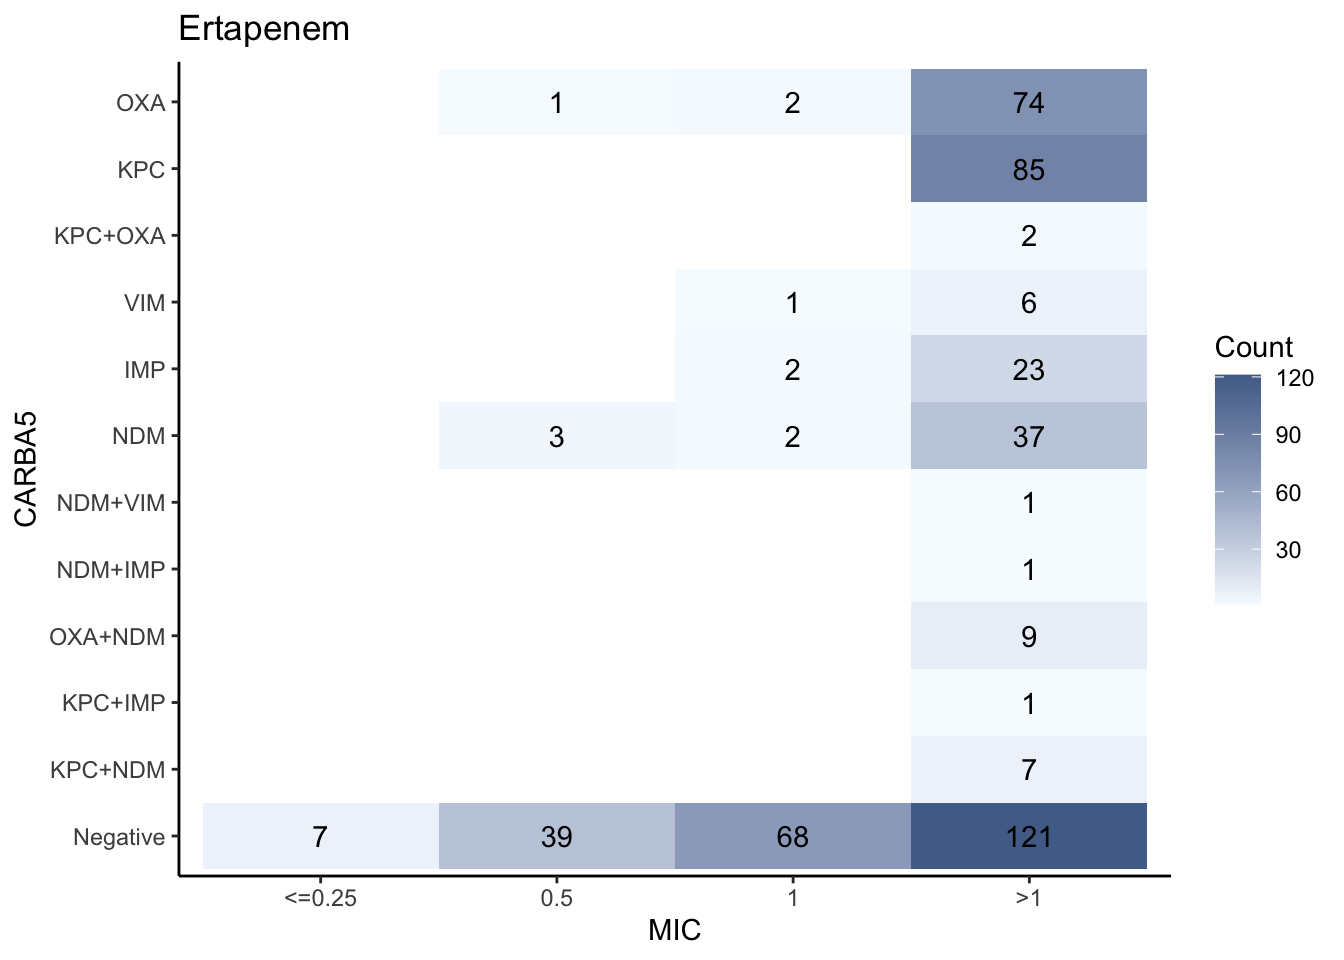 Ertapenem
OXA 1 2 74
KPC 85
KPC+OXA 2
VIM 1 6
IMP 2 23
NDM 3 2 37
NDM+VIM 1
NDM+IMP 1
OXA+NDM 9
KPC+IMP 1
KPC+NDM 7
Negative 7 39 68 121
<=0.25 0.5 1 >1
MIC
CARBA5
Count
120
90
60
30